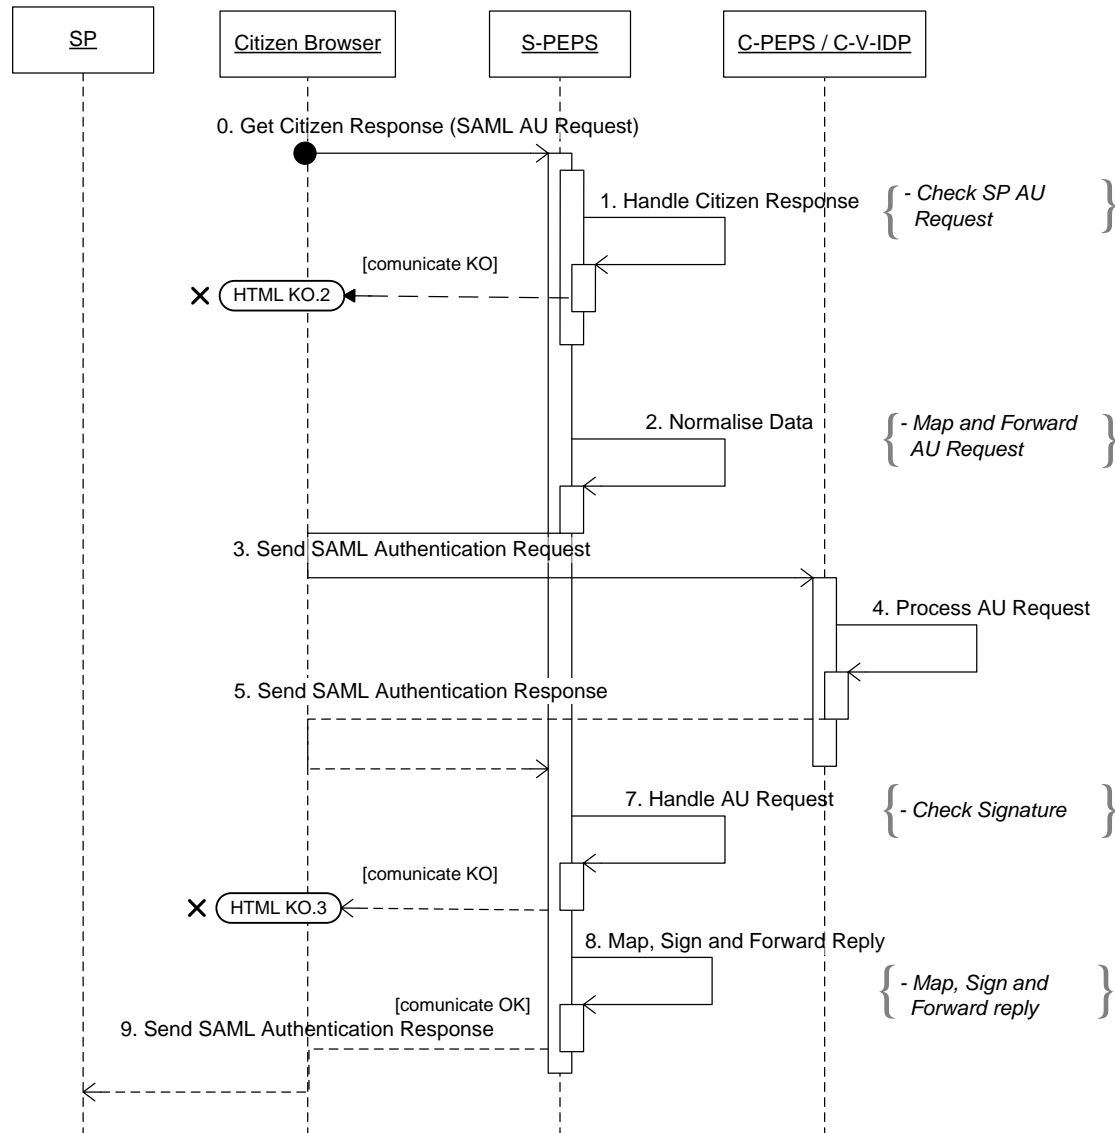 SP
Citizen Browser
S-PEPS
C-PEPS / C-V-IDP
0. Get Citizen Response (SAML AU Request)
1. Handle Citizen Response
- Check SP AU
Request
[comunicate KO]
HTML KO.2
2. Normalise Data
- Map and Forward
AU Request
3. Send SAML Authentication Request
4. Process AU Request
5. Send SAML Authentication Response
7. Handle AU Request
- Check Signature
[comunicate KO]
HTML KO.3
8. Map, Sign and Forward Reply
- Map, Sign and
Forward reply
[comunicate OK]
9. Send SAML Authentication Response